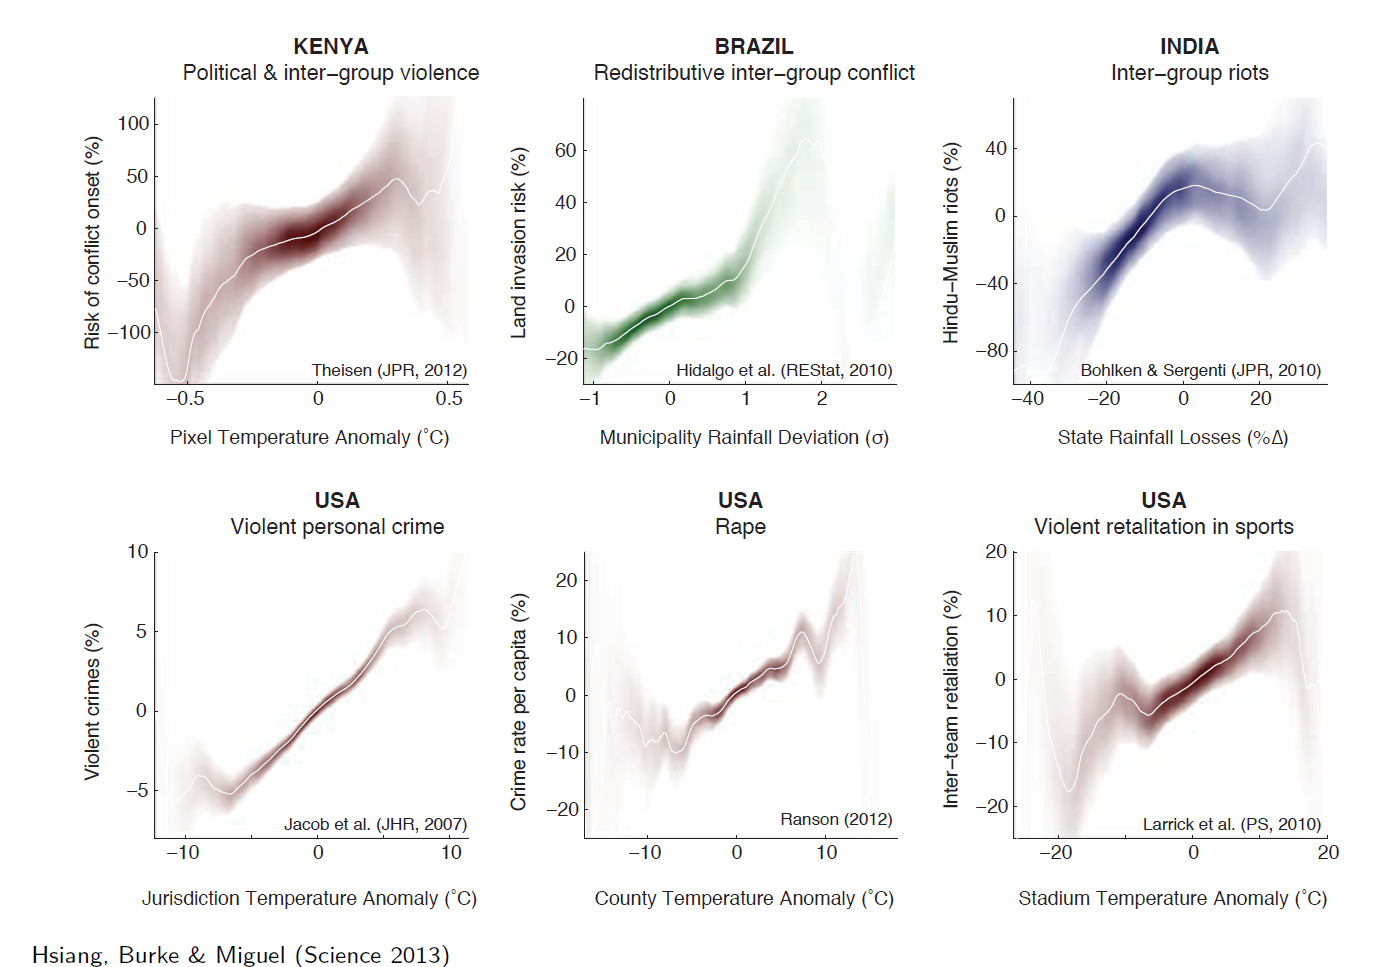 KENYA
Political & inter−group violence
Risk of conflict onset (%)
100
50
0
−50
−100
Theisen (JPR, 2012)
−0.5 0 0.5
Pixel Temperature Anomaly (˚C)
BRAZIL
Redistributive inter−group conflict
Land invasion risk (%)
60
40
20
0
−20
Hidalgo et al. (REStat, 2010)
−1 0 1 2
Municipality Rainfall Deviation (σ)
INDIA
Inter−group riots
Hindu−Muslim riots (%)
40
0
−40
−80
Bohlken & Sergenti (JPR, 2010)
−40 −20 0 20
State Rainfall Losses (%Δ)
USA
Violent personal crime
Violent crimes (%)
10
5
0
−5
Jacob et al. (JHR, 2007)
−10 0 10
Jurisdiction Temperature Anomaly (˚C)
USA
Rape
Crime rate per capita (%)
20
10
0
−10
−20
Ranson (2012)
−10 0 10
County Temperature Anomaly (˚C)
USA
Violent retalitation in sports
Inter−team retaliation (%)
20
10
0
−10
−20
Larrick et al. (PS, 2010)
−20 0 20
Stadium Temperature Anomaly (˚C)
Hsiang, Burke & Miguel (Science 2013)